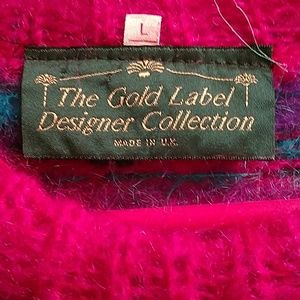 L
The Gold Label
Designer Collection
MADE IN U.K.